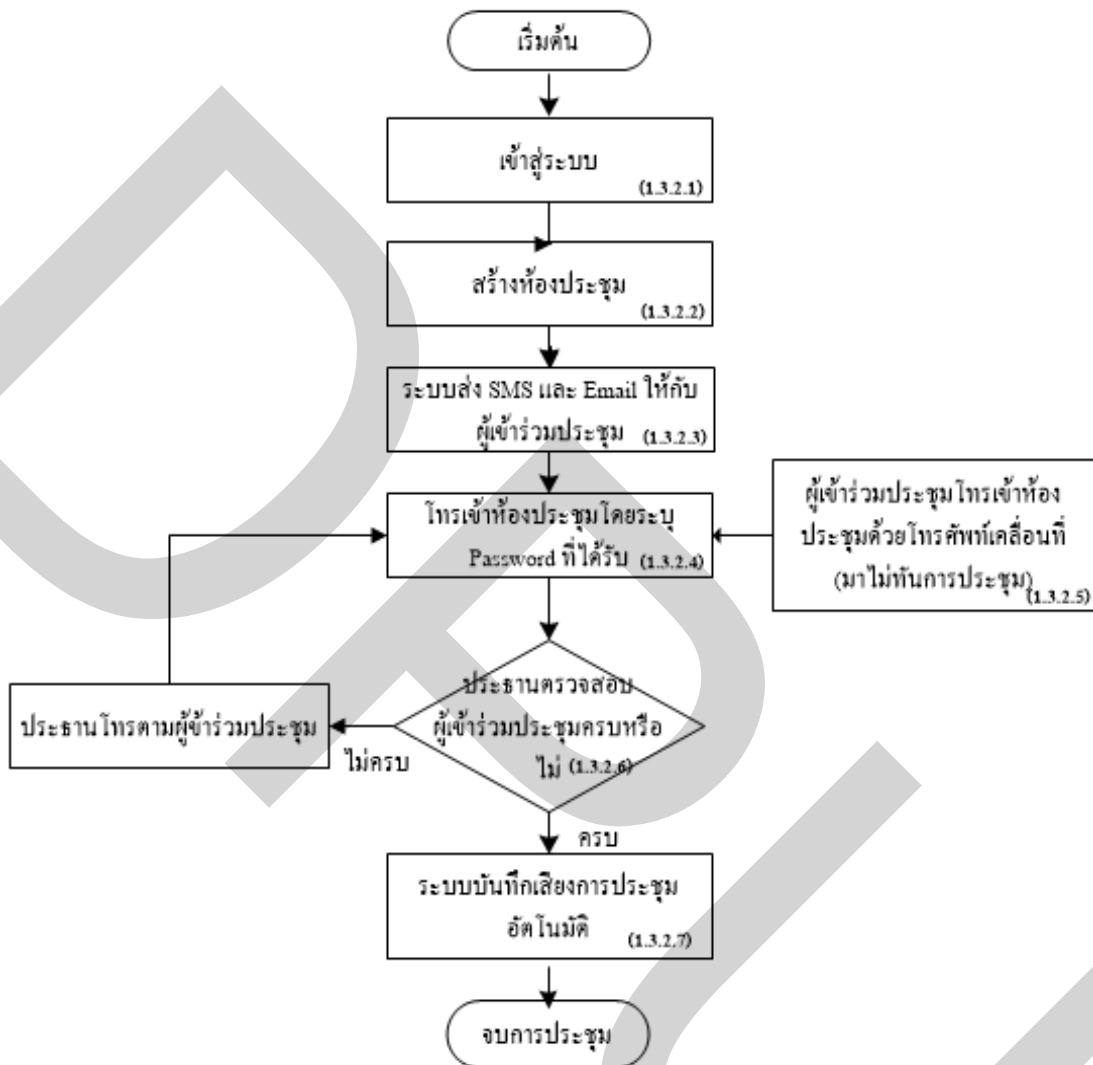 เริ่มต้น
เข้าสู่ระบบ
(1.3.2.1)
สร้างห้องประชุม
(1.3.2.2)
ระบบส่ง SMS และ Email ให้กับ
ผู้เข้าร่วมประชุม (1.3.2.3)
โทรเข้าห้องประชุมโดยระบุ
Password ที่ได้รับ (1.3.2.4)
ผู้เข้าร่วมประชุมโทรเข้าห้อง
ประชุมด้วยโทรศัพท์เคลื่อนที่
(มาไม่ทันการประชุม)
(1.3.2.5)
ประธานตรวจสอบ
ผู้เข้าร่วมประชุมครบหรือ
ไม่ (1.3.2.6)
ประธานโทรตามผู้ข้าร่วมประชุม
ไม่ครบ
ครบ
ระบบบันทึกเสียงการประชุม
อัตโนมัติ (1.3.2.7)
จบการประชุม